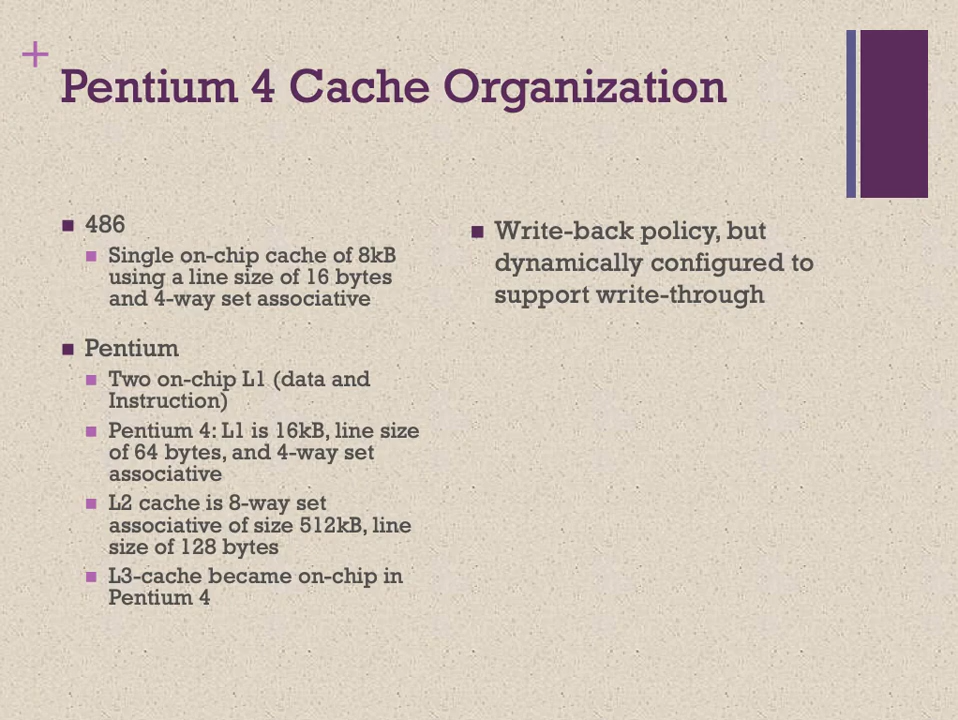 +
Pentium 4 Cache Organization
486
Single on-chip cache of 8kB
using a line size of 16 bytes
and 4-way set associative
Pentium
Two on-chip L1 (data and
Instruction)
Pentium 4: L1 is 16kB, line size
of 64 bytes, and 4-way set
associative
L2 cache is 8-way set
associative of size 512kB, line
size of 128 bytes
L3-cache became on-chip in
Pentium 4
Write-back policy, but
dynamically configured to
support write-through